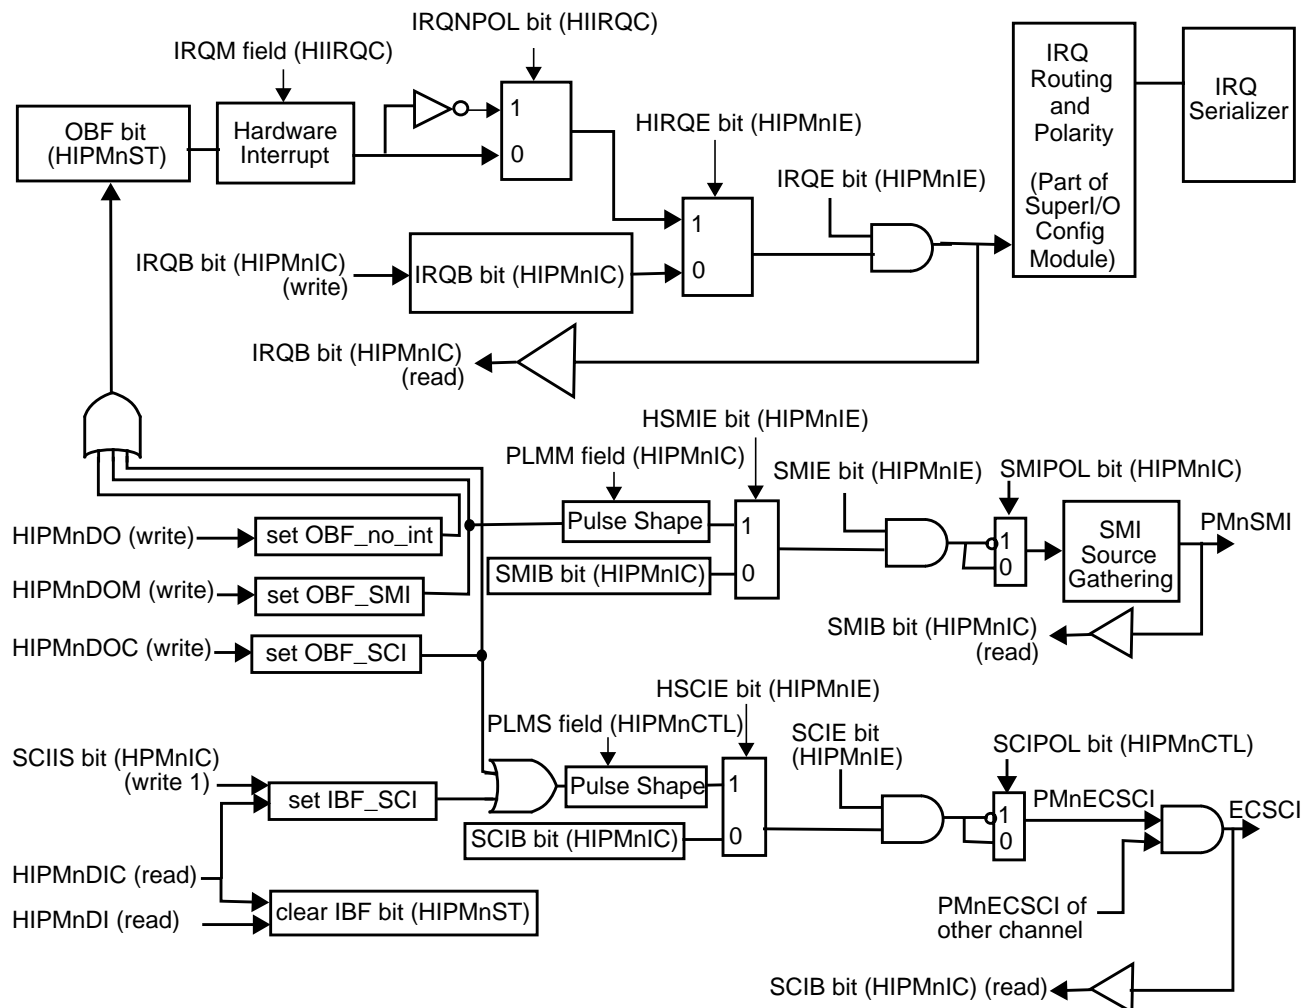 IRQNPOL bit (HIIRQC)
IRQM field (HIIRQC)
OBF bit
(HIPMnST)
Hardware
Interrupt
1
0
HIRQE bit (HIPMnIE)
IRQE bit (HIPMnIE)
IRQ
Routing
and
Polarity
(Part of
SuperI/O
Config
Module)
IRQ
Serializer
IRQB bit (HIPMnIC)
(write)
IRQB bit (HIPMnIC)
1
0
IRQB bit (HIPMnIC)
(read)
HSMIE bit (HIPMnIE)
PLMM field (HIPMnIC)
SMIE bit (HIPMnIE)
SMIPOL bit (HIPMnIC)
HIPMnDO (write)
set OBF_no_int
Pulse Shape
1
0
SMIB bit (HIPMnIC)
1
0
SMI
Source
Gathering
PMnSMI
HIPMnDOM (write)
set OBF_SMI
SMIB bit (HIPMnIC)
(read)
HIPMnDOC (write)
set OBF_SCI
HSCIE bit (HIPMnIE)
PLMS field (HIPMnCTL)
SCIE bit
(HIPMnIE)
SCIPOL bit (HIPMnCTL)
SCIIS bit (HPMnIC)
(write 1)
set IBF_SCI
Pulse Shape
1
0
SCIB bit (HIPMnIC)
1
0
PMnECSCI
ECSCI
HIPMnDIC (read)
HIPMnDI (read)
clear IBF bit (HIPMnST)
PMnECSCI of
other channel
SCIB bit (HIPMnIC) (read)